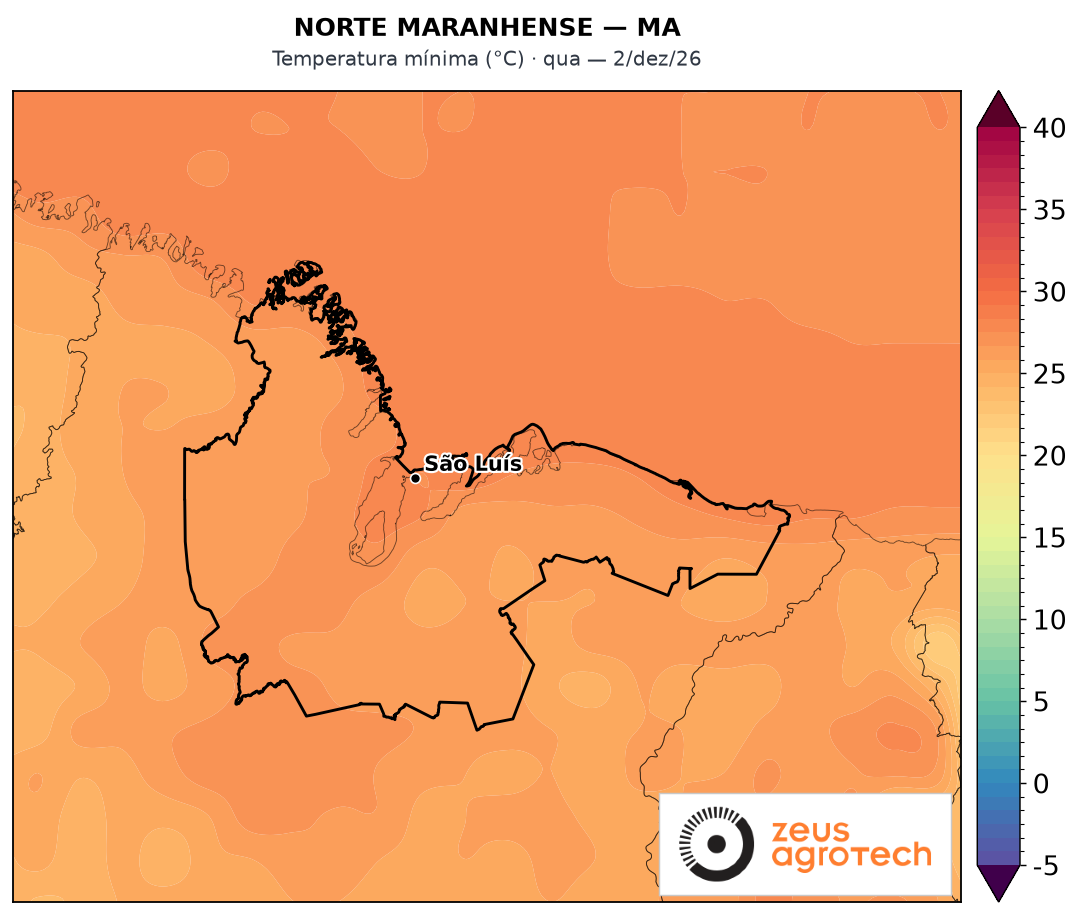 NORTE MARANHENSE — MA
Temperatura mínima (°C) · qua — 2/dez/26
São Luís
40
35
30
25
20
15
10
5
0
-5
zeus
agrotech